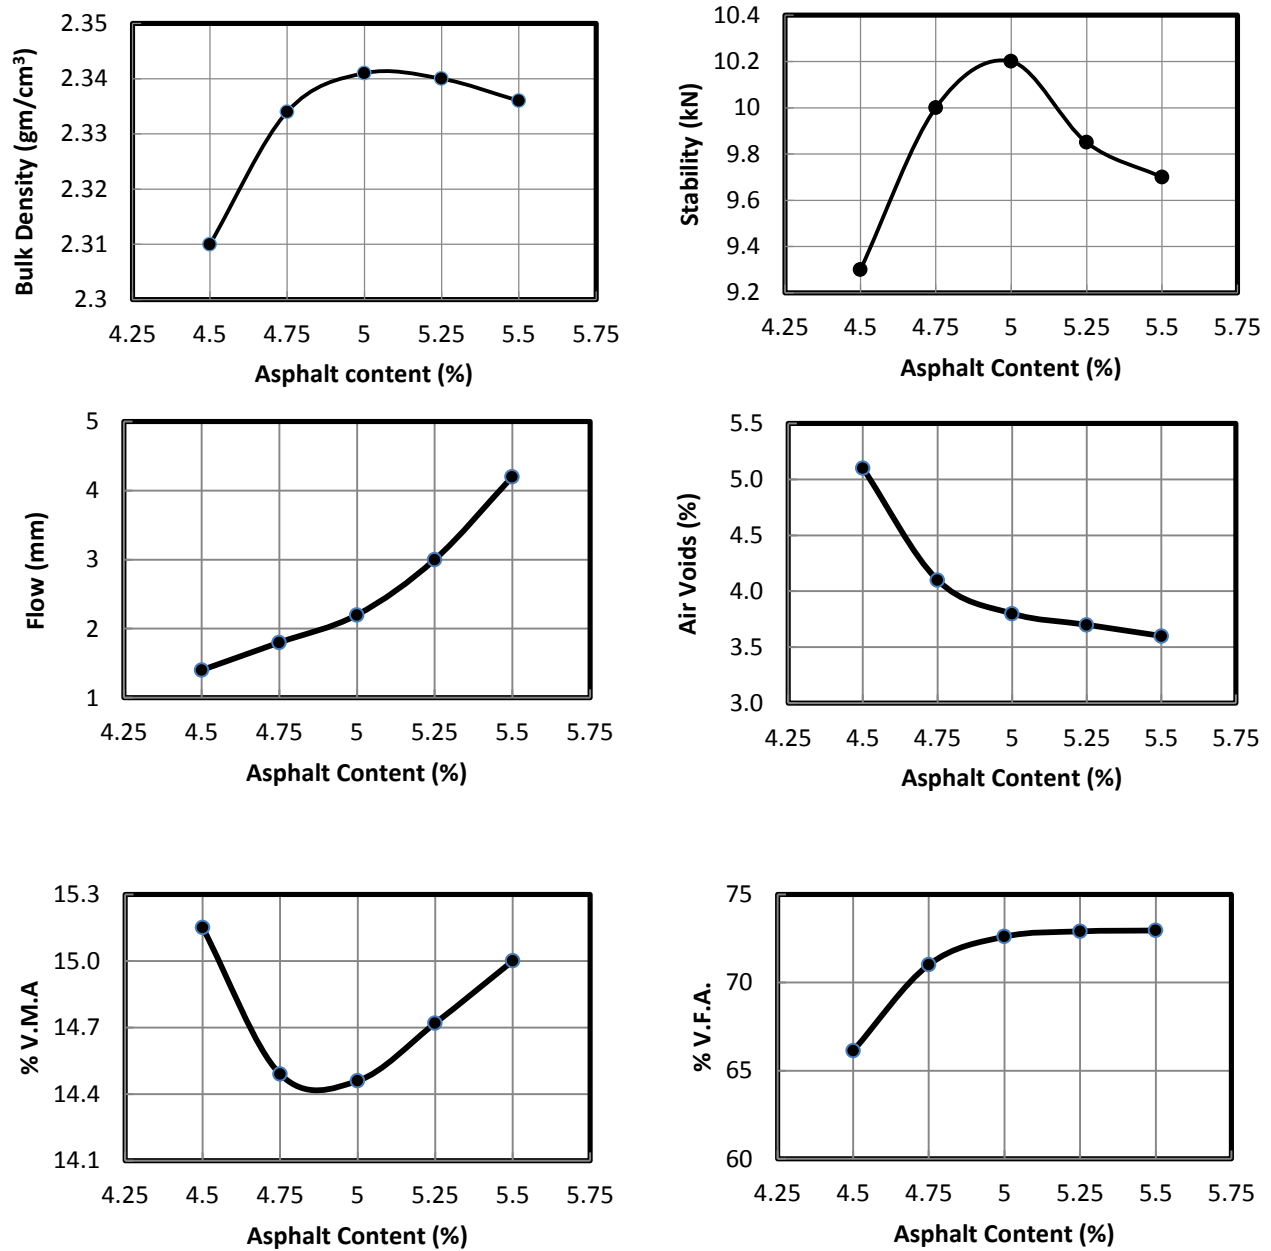 2.35
2.34
2.33
2.32
2.31
2.3
Bulk Density (gm/cm³)
4.25 4.5 4.75 5 5.25 5.5 5.75
Asphalt content (%)
10.4
10.2
10
9.8
9.6
9.4
9.2
Stability (kN)
4.25 4.5 4.75 5 5.25 5.5 5.75
Asphalt Content (%)
5
4
3
2
1
Flow (mm)
4.25 4.5 4.75 5 5.25 5.5 5.75
Asphalt Content (%)
5.5
5.0
4.5
4.0
3.5
3.0
Air Voids (%)
4.25 4.5 4.75 5 5.25 5.5 5.75
Asphalt Content (%)
15.3
15.0
14.7
14.4
14.1
% V.M.A
4.25 4.5 4.75 5 5.25 5.5 5.75
Asphalt Content (%)
75
70
65
60
% V.F.A.
4.25 4.5 4.75 5 5.25 5.5 5.75
Asphalt Content (%)